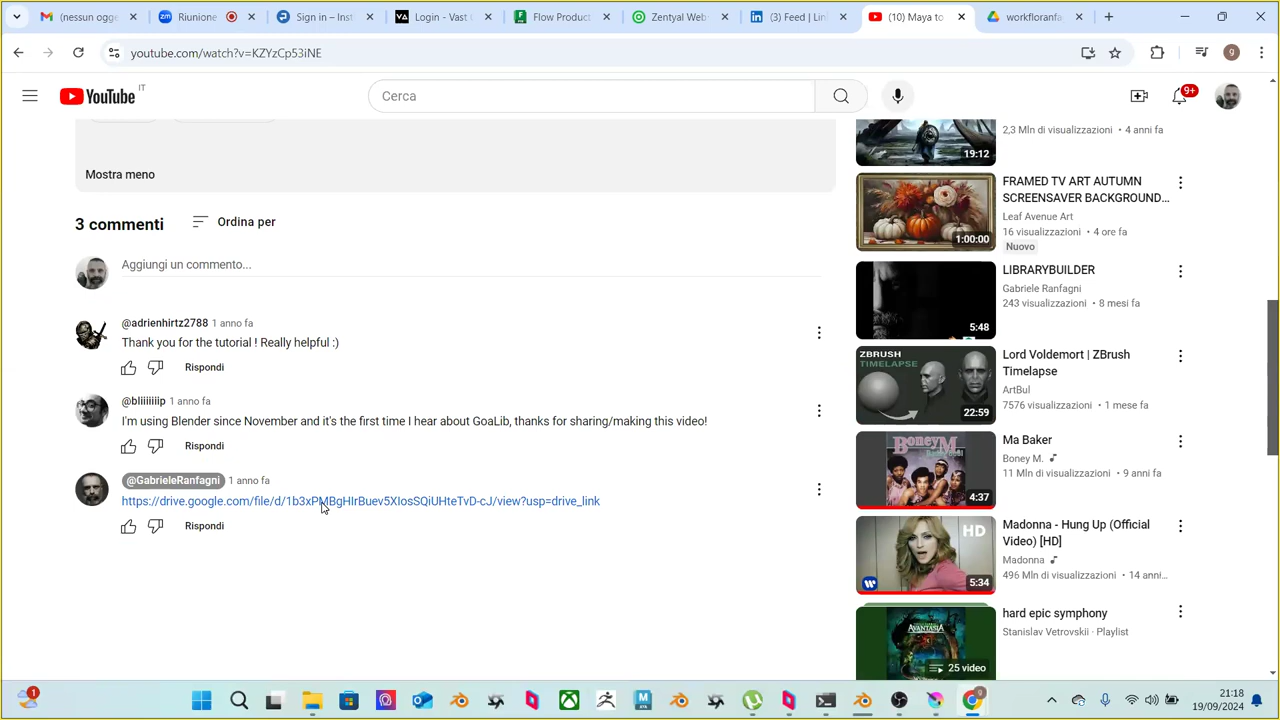 (nessun ogge
Riunione
Sign in – Inst
Login - Vast C
Flow Product
Zentyal Webs
(3) Feed | Lin
(10) Maya to
workfloranfa
youtube.com/watch?v=KZYzCp53iNE
YouTube IT
Cerca
9+
Mostra meno
3 commenti
Ordina per
Aggiungi un commento...
@adrienhirtz2788 1 anno fa
Thank you for the tutorial ! Really helpful :)
Rispondi
@bliiiiiiip 1 anno fa
I'm using Blender since November and it's the first time I hear about GoaLib, thanks for sharing/making this video!
Rispondi
@GabrieleRanfagni 1 anno fa
https://drive.google.com/file/d/1b3xPMBgHIrBuev5XIosSQiUHteTvD-cJ/view?usp=drive_link
Rispondi
2,3 Mln di visualizzazioni • 4 anni fa
19:12
FRAMED TV ART AUTUMN
SCREENSAVER BACKGROUND...
Leaf Avenue Art
16 visualizzazioni • 4 ore fa
Nuovo
1:00:00
LIBRARYBUILDER
Gabriele Ranfagni
243 visualizzazioni • 8 mesi fa
5:48
ZBRUSH
TIMELAPSE
Lord Voldemort | ZBrush
Timelapse
ArtBul
7576 visualizzazioni • 1 mese fa
22:59
BONEY M.
Ma Baker
Boney M.
11 Mln di visualizzazioni • 9 anni fa
4:37
HD
Madonna - Hung Up (Official
Video) [HD]
Madonna
496 Mln di visualizzazioni • 14 anni...
5:34
AVANTASIA
hard epic symphony
Stanislav Vetrovskii · Playlist
25 video
1
21:18
19/09/2024